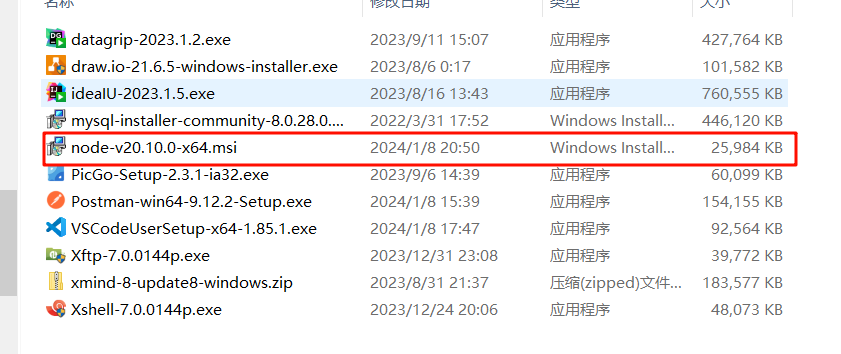 名称 修改日期 类型 大小
datagrip-2023.1.2.exe 2023/9/11 15:07 应用程序 427,764 KB
draw.io-21.6.5-windows-installer.exe 2023/8/6 0:17 应用程序 101,582 KB
ideaIU-2023.1.5.exe 2023/8/16 13:43 应用程序 760,555 KB
mysql-installer-community-8.0.28.0.... 2022/3/31 17:52 Windows Install... 446,120 KB
node-v20.10.0-x64.msi 2024/1/8 20:50 Windows Install... 25,984 KB
PicGo-Setup-2.3.1-ia32.exe 2023/9/6 14:39 应用程序 60,099 KB
Postman-win64-9.12.2-Setup.exe 2024/1/8 15:39 应用程序 154,155 KB
VSCodeUserSetup-x64-1.85.1.exe 2024/1/8 17:47 应用程序 92,564 KB
Xftp-7.0.0144p.exe 2023/12/31 23:08 应用程序 39,772 KB
xmind-8-update8-windows.zip 2023/8/31 21:37 压缩(zipped)文件... 183,577 KB
Xshell-7.0.0144p.exe 2023/12/24 20:06 应用程序 48,073 KB